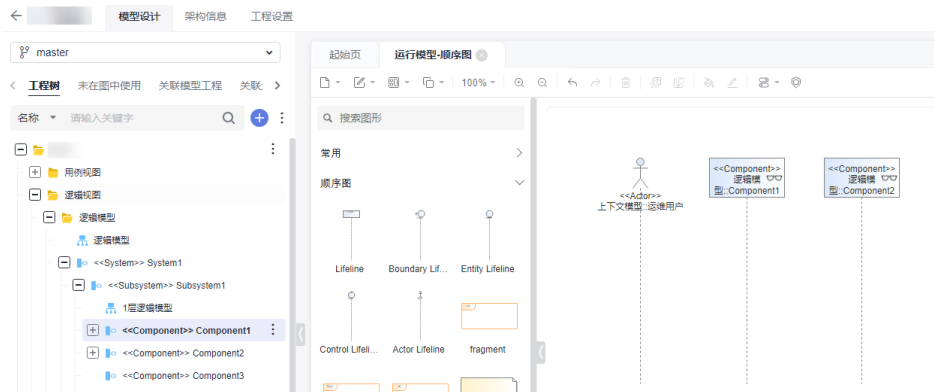 模型设计 架构信息 工程设置
master
起始页 运行模型-顺序图
工程树 未在图中使用 关联模型工程 关联
100%
名称 请输入关键字
搜索图形
常用
顺序图
用例视图
逻辑视图
逻辑模型
逻辑模型
<<System>> System1
<<Subsystem>> Subsystem1
1层逻辑模型
<<Component>> Component1
<<Component>> Component2
<<Component>> Component3
Lifeline Boundary Lif... Entity Lifeline
Control Lifeli... Actor Lifeline fragment
<<Actor>>
上下文模型::运维用户
<<Component>>
逻辑模
型::Component1
<<Component>>
逻辑模
型::Component2